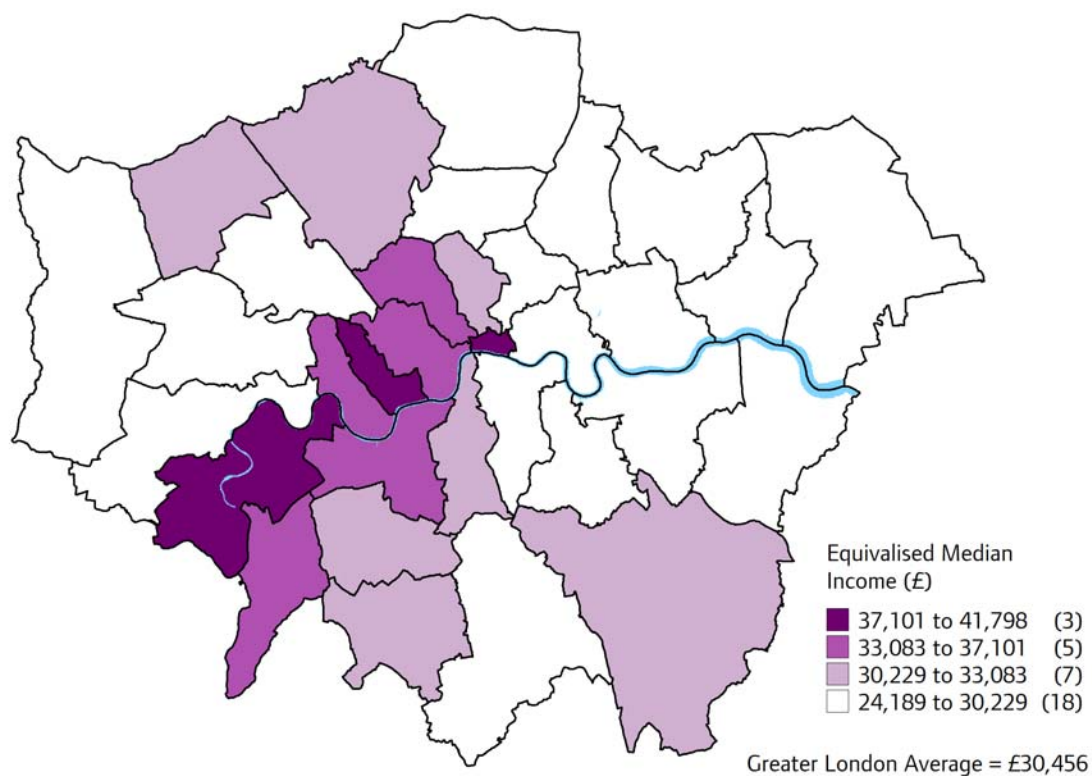 Equivalised Median
Income (£)
37,101 to 41,798 (3)
33,083 to 37,101 (5)
30,229 to 33,083 (7)
24,189 to 30,229 (18)
Greater London Average = £30,456